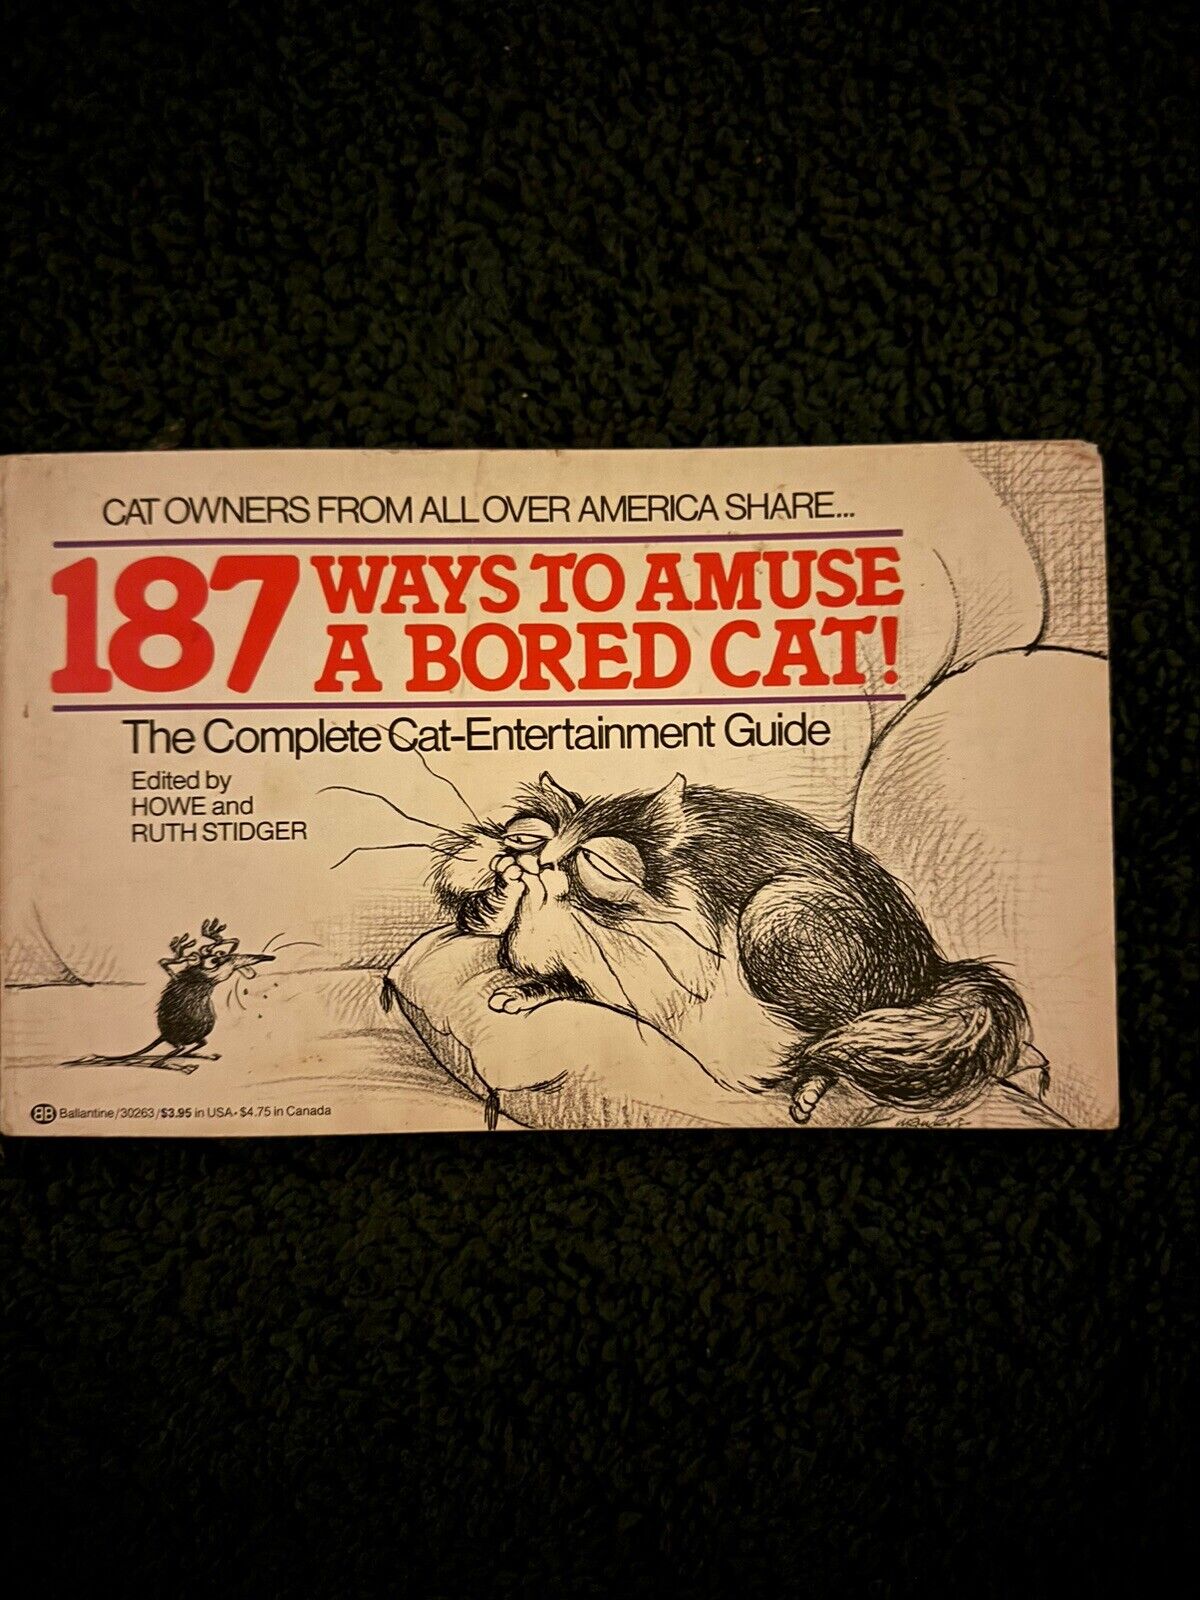 CAT OWNERS FROM ALL OVER AMERICA SHARE...
187 WAYS TO AMUSE
A BORED CAT!
The Complete Cat-Entertainment Guide
Edited by
HOWE and
RUTH STIDGER
BB Ballantine/30263/$3.95 in USA • $4.75 in Canada